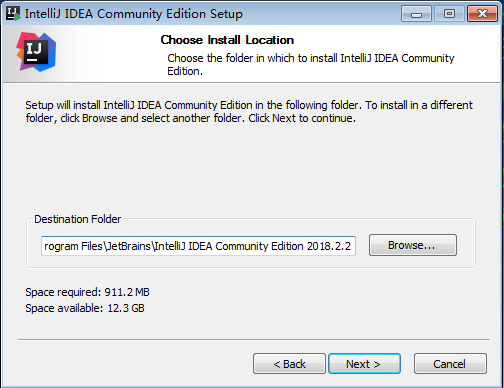 IntelliJ IDEA Community Edition Setup
IJ
Choose Install Location
Choose the folder in which to install IntelliJ IDEA Community
Edition.
Setup will install IntelliJ IDEA Community Edition in the following folder. To install in a different
folder, click Browse and select another folder. Click Next to continue.
Destination Folder
rogram Files\JetBrains\IntelliJ IDEA Community Edition 2018.2.2
Browse...
Space required: 911.2 MB
Space available: 12.3 GB
< Back
Next >
Cancel